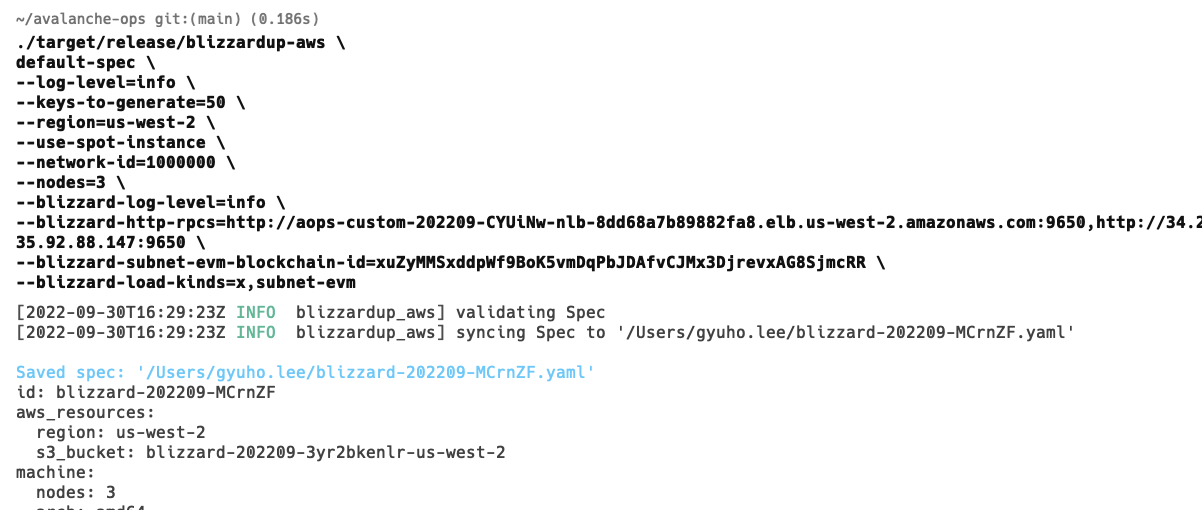 ~/avalanche-ops git:(main) (0.186s)
./target/release/blizzardup-aws \
default-spec \
--log-level=info \
--keys-to-generate=50 \
--region=us-west-2 \
--use-spot-instance \
--network-id=1000000 \
--nodes=3 \
--blizzard-log-level=info \
--blizzard-http-rpcs=http://aops-custom-202209-CYUiNw-nlb-8dd68a7b89882fa8.elb.us-west-2.amazonaws.com:9650,http://34.2
35.92.88.147:9650 \
--blizzard-subnet-evm-blockchain-id=xuZyMMSxddpWf9BoK5vmDqPbJDAfvCJMx3DjrevxAG8SjmcRR \
--blizzard-load-kinds=x,subnet-evm
[2022-09-30T16:29:23Z INFO  blizzardup_aws] validating Spec
[2022-09-30T16:29:23Z INFO  blizzardup_aws] syncing Spec to '/Users/gyuho.lee/blizzard-202209-MCrnZF.yaml'
Saved spec: '/Users/gyuho.lee/blizzard-202209-MCrnZF.yaml'
id: blizzard-202209-MCrnZF
aws_resources:
  region: us-west-2
  s3_bucket: blizzard-202209-3yr2bkenlr-us-west-2
machine:
  nodes: 3
  arch: amd64